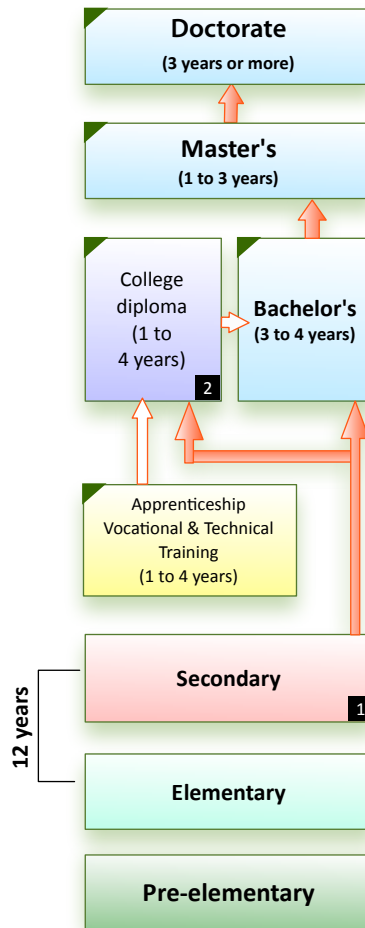 Doctorate
(3 years or more)
Master's
(1 to 3 years)
College
diploma
(1 to
4 years)
2
Bachelor's
(3 to 4 years)
Apprenticeship
Vocational & Technical
Training
(1 to 4 years)
Secondary
1
12 years
Elementary
Pre-elementary